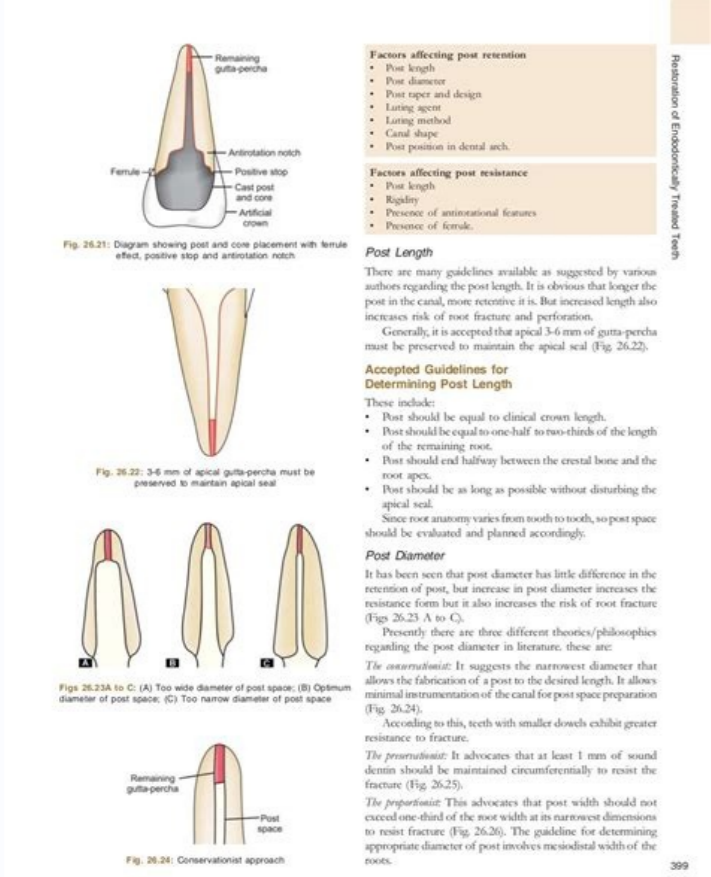 Remaining
gutta-percha
Antirotation notch
Ferrule
Positive stop
Cast post
and core
Artificial
crown
Fig. 26.21: Diagram showing post and core placement with ferrule
effect, positive stop and antirotation notch
Fig. 26.22: 3-6 mm of apical gutta-percha must be
preserved to maintain apical seal
A
B
C
Figs 26.23A to C: (A) Too wide diameter of post space; (B) Optimum
diameter of post space; (C) Too narrow diameter of post space
Remaining
gutta-percha
Post
space
Fig. 26.24: Conservationist approach
Factors affecting post retention
• Post length
• Post diameter
• Post taper and design
• Luting agent
• Luting method
• Canal shape
• Post position in dental arch.
Factors affecting post resistance
• Post length
• Rigidity
• Presence of antirotational features
• Presence of ferrule.
Post Length
There are many guidelines available as suggested by various
authors regarding the post length. It is obvious that longer the
post in the canal, more retentive it is. But increased length also
increases risk of root fracture and perforation.
Generally, it is accepted that apical 3-6 mm of gutta-percha
must be preserved to maintain the apical seal (Fig. 26.22).
Accepted Guidelines for
Determining Post Length
These include:
• Post should be equal to clinical crown length.
• Post should be equal to one-half to two-thirds of the length
of the remaining root.
• Post should end halfway between the crestal bone and the
root apex.
• Post should be as long as possible without disturbing the
apical seal.
Since root anatomy varies from tooth to tooth, so post space
should be evaluated and planned accordingly.
Post Diameter
It has been seen that post diameter has little difference in the
retention of post, but increase in post diameter increases the
resistance form but it also increases the risk of root fracture
(Figs 26.23 A to C).
Presently there are three different theories/philosophies
regarding the post diameter in literature. these are:
The conservationist: It suggests the narrowest diameter that
allows the fabrication of a post to the desired length. It allows
minimal instrumentation of the canal for post space preparation
(Fig. 26.24).
According to this, teeth with smaller dowels exhibit greater
resistance to fracture.
The preservationist: It advocates that at least 1 mm of sound
dentin should be maintained circumferentially to resist the
fracture (Fig. 26.25).
The proportionist: This advocates that post width should not
exceed one-third of the root width at its narrowest dimensions
to resist fracture (Fig. 26.26). The guideline for determining
appropriate diameter of post involves mesiodistal width of the
roots.
Restoration of Endodontically Treated Teeth
399